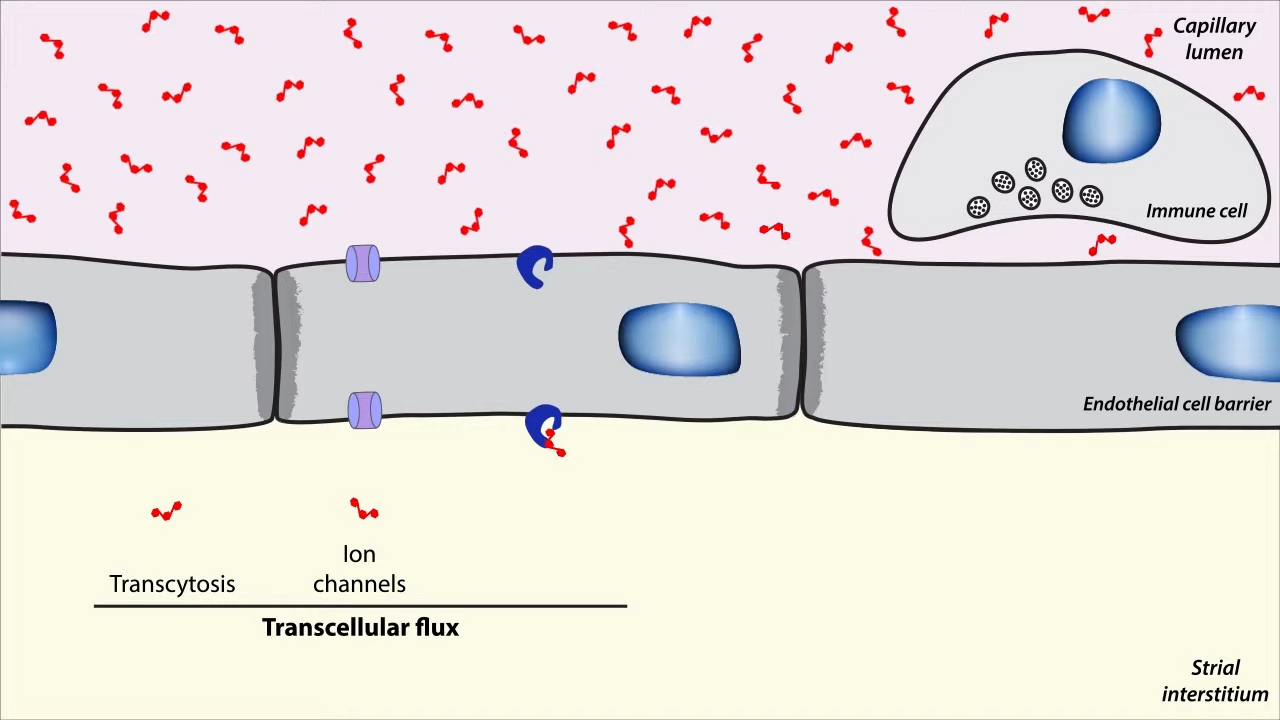 Capillary
lumen
Immune cell
Endothelial cell barrier
Ion
Transcytosis channels
Transcellular flux
Strial
interstitium